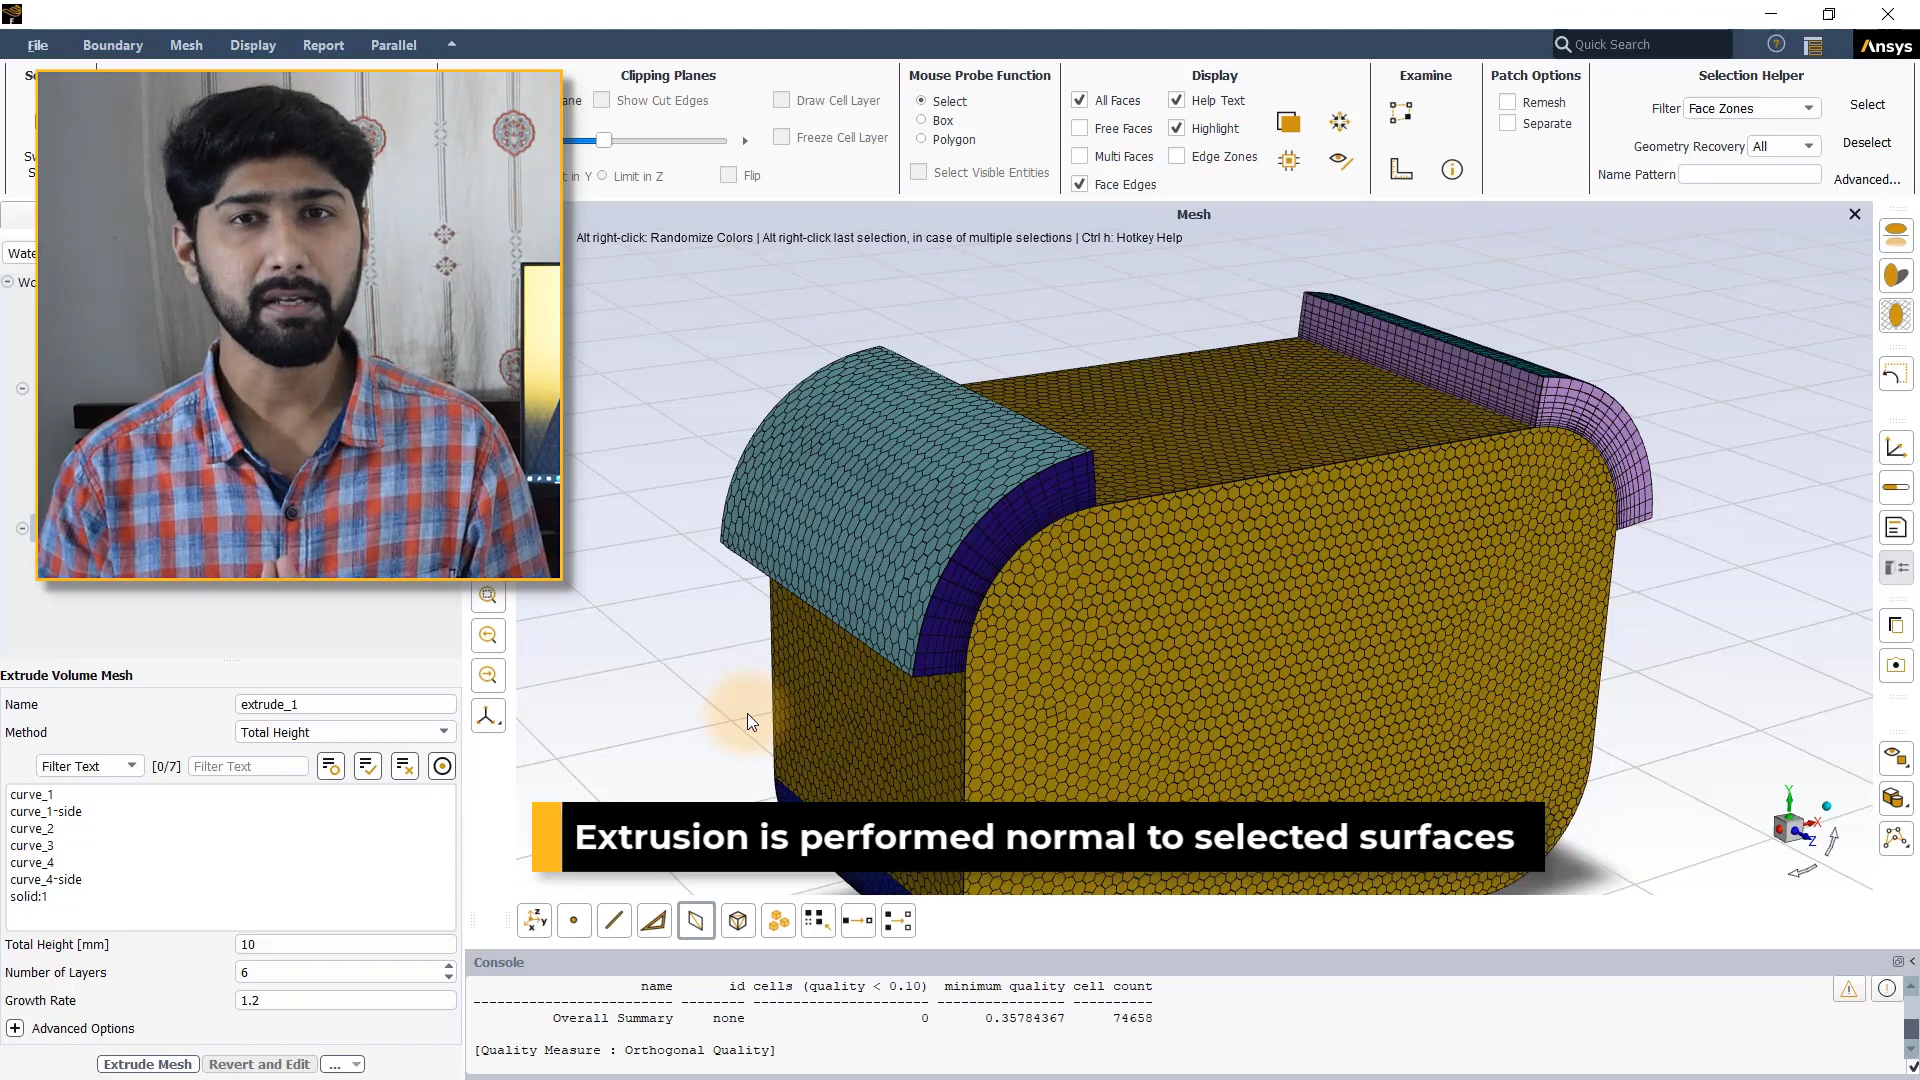 File Boundary Mesh Display Report Parallel
Quick Search
Ansys
Clipping Planes
Show Cut Edges
Draw Cell Layer
Freeze Cell Layer
Limit in Z
Flip
Mouse Probe Function
Select
Box
Polygon
Select Visible Entities
Display
All Faces
Free Faces
Multi Faces
Face Edges
Help Text
Highlight
Edge Zones
Examine
Patch Options
Remesh
Separate
Selection Helper
Filter Face Zones
Geometry Recovery All
Name Pattern
Select
Deselect
Advanced...
Mesh
Alt right-click: Randomize Colors | Alt right-click last selection, in case of multiple selections | Ctrl h: Hotkey Help
Extrude Volume Mesh
Name extrude_1
Method Total Height
Filter Text [0/7] Filter Text
curve_1
curve_1-side
curve_2
curve_3
curve_4
curve_4-side
solid:1
Total Height [mm] 10
Number of Layers 6
Growth Rate 1.2
Advanced Options
Extrude Mesh Revert and Edit ...
Extrusion is performed normal to selected surfaces
Y
X
Z
Console
name id cells (quality < 0.10) minimum quality cell count
Overall Summary none 0 0.35784367 74658
[Quality Measure : Orthogonal Quality]